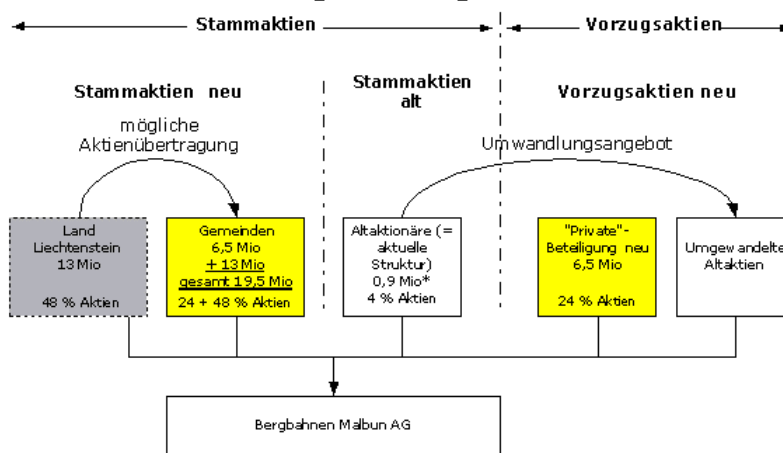 Stammaktien
Vorzugsaktien
Stammaktien neu
Stammaktien
alt
Vorzugsaktien neu
mögliche
Aktienübertragung
Umwandlungsangebot
Land
Liechtenstein
13 Mio
48 % Aktien
Gemeinden
6,5 Mio
+ 13 Mio
gesamt 19,5 Mio
24 + 48 % Aktien
Altaktionäre (=
aktuelle
Struktur)
0,9 Mio*
4 % Aktien
"Private"-
Beteiligung neu
6,5 Mio
24 % Aktien
Umgewandelte
Altaktien
Bergbahnen Malbun AG